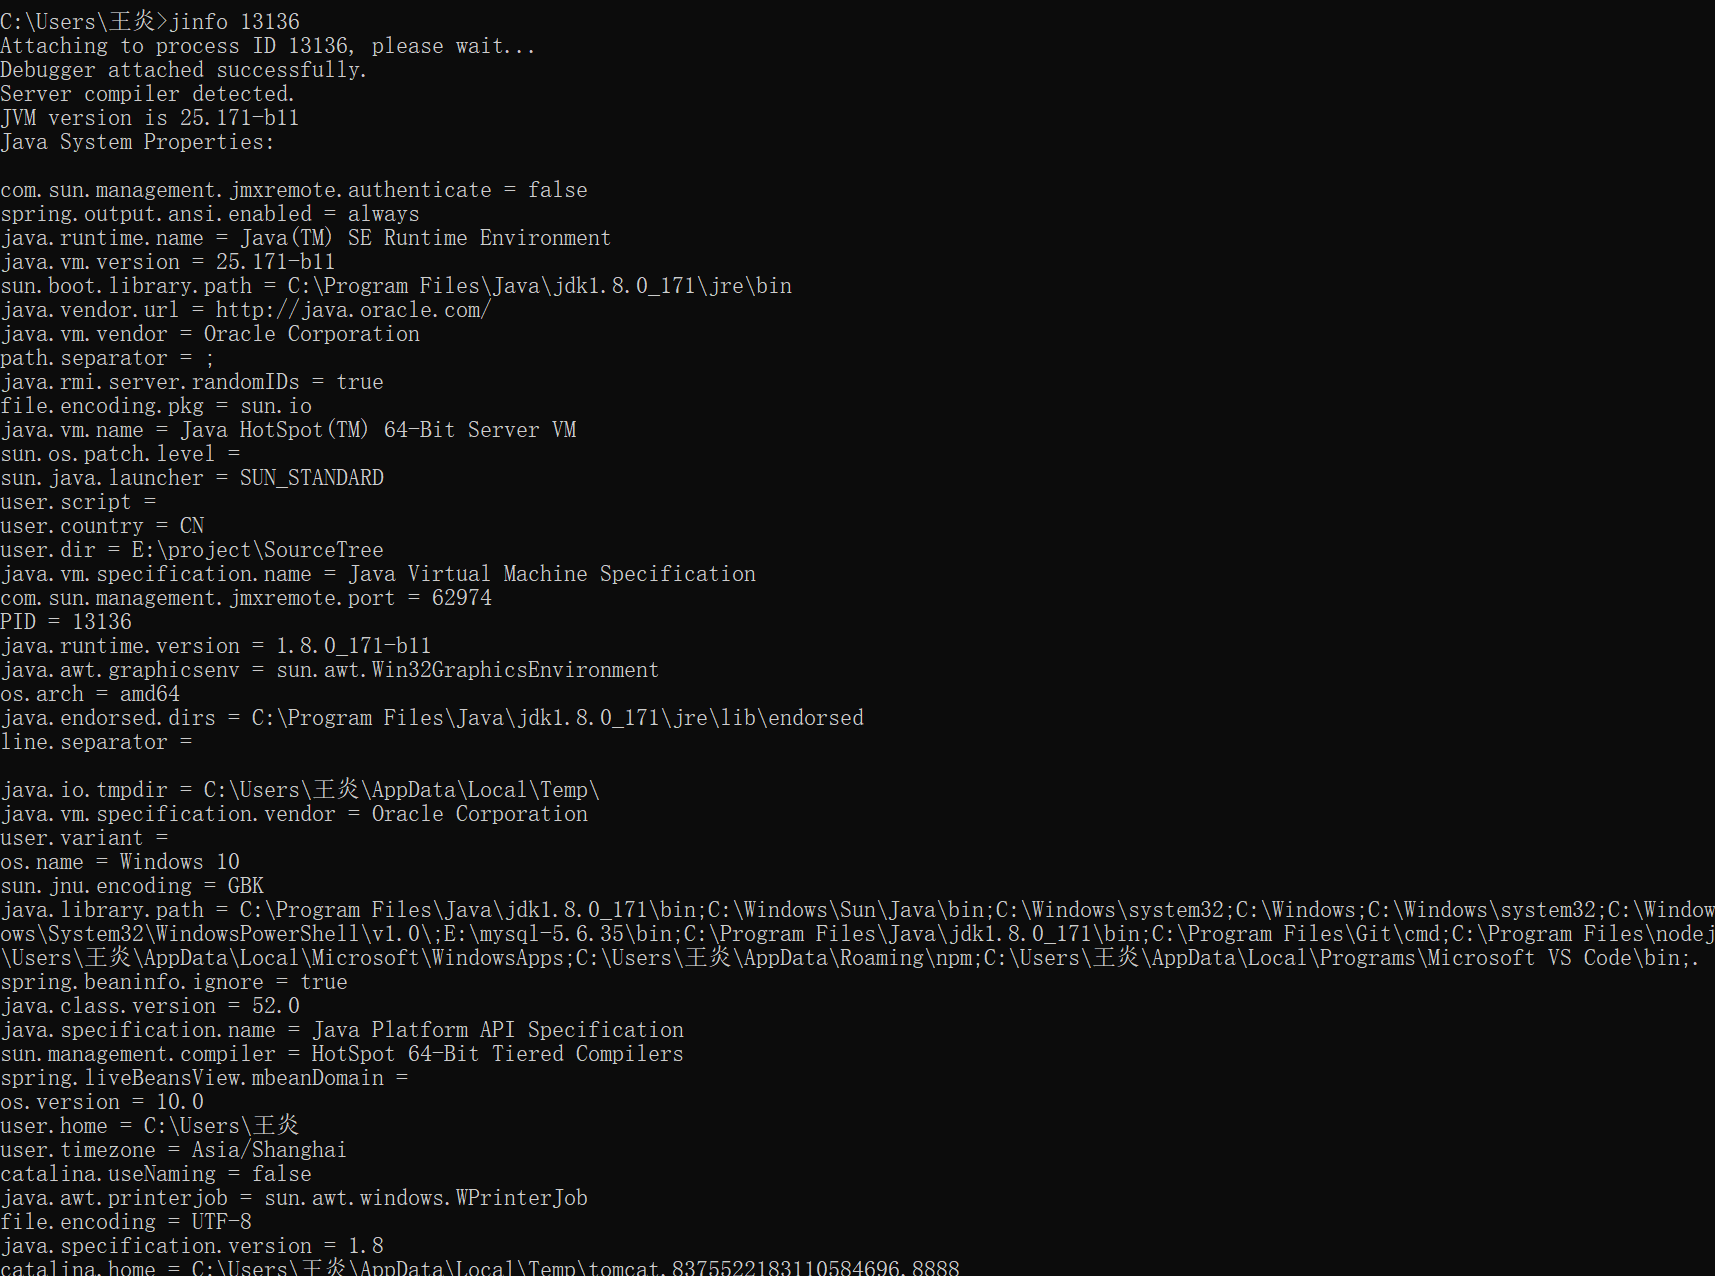 C:\Users\王炎>jinfo 13136
Attaching to process ID 13136, please wait...
Debugger attached successfully.
Server compiler detected.
JVM version is 25.171-b11
Java System Properties:
com.sun.management.jmxremote.authenticate = false
spring.output.ansi.enabled = always
java.runtime.name = Java(TM) SE Runtime Environment
java.vm.version = 25.171-b11
sun.boot.library.path = C:\Program Files\Java\jdk1.8.0_171\jre\bin
java.vendor.url = http://java.oracle.com/
java.vm.vendor = Oracle Corporation
path.separator = ;
java.rmi.server.randomIDs = true
file.encoding.pkg = sun.io
java.vm.name = Java HotSpot(TM) 64-Bit Server VM
sun.os.patch.level =
sun.java.launcher = SUN_STANDARD
user.script =
user.country = CN
user.dir = E:\project\SourceTree
java.vm.specification.name = Java Virtual Machine Specification
com.sun.management.jmxremote.port = 62974
PID = 13136
java.runtime.version = 1.8.0_171-b11
java.awt.graphicsenv = sun.awt.Win32GraphicsEnvironment
os.arch = amd64
java.endorsed.dirs = C:\Program Files\Java\jdk1.8.0_171\jre\lib\endorsed
line.separator =
java.io.tmpdir = C:\Users\王炎\AppData\Local\Temp\
java.vm.specification.vendor = Oracle Corporation
user.variant =
os.name = Windows 10
sun.jnu.encoding = GBK
java.library.path = C:\Program Files\Java\jdk1.8.0_171\bin;C:\Windows\Sun\Java\bin;C:\Windows\system32;C:\Windows;C:\Windows\system32;C:\Window
ows\System32\WindowsPowerShell\v1.0\;E:\mysql-5.6.35\bin;C:\Program Files\Java\jdk1.8.0_171\bin;C:\Program Files\Git\cmd;C:\Program Files\nodej
\Users\王炎\AppData\Local\Microsoft\WindowsApps;C:\Users\王炎\AppData\Roaming\npm;C:\Users\王炎\AppData\Local\Programs\Microsoft VS Code\bin;.
spring.beaninfo.ignore = true
java.class.version = 52.0
java.specification.name = Java Platform API Specification
sun.management.compiler = HotSpot 64-Bit Tiered Compilers
spring.liveBeansView.mbeanDomain =
os.version = 10.0
user.home = C:\Users\王炎
user.timezone = Asia/Shanghai
catalina.useNaming = false
java.awt.printerjob = sun.awt.windows.WPrinterJob
file.encoding = UTF-8
java.specification.version = 1.8
catalina.home = C:\Users\王炎\AppData\Local\Temp\tomcat.8375522183110584696.8888